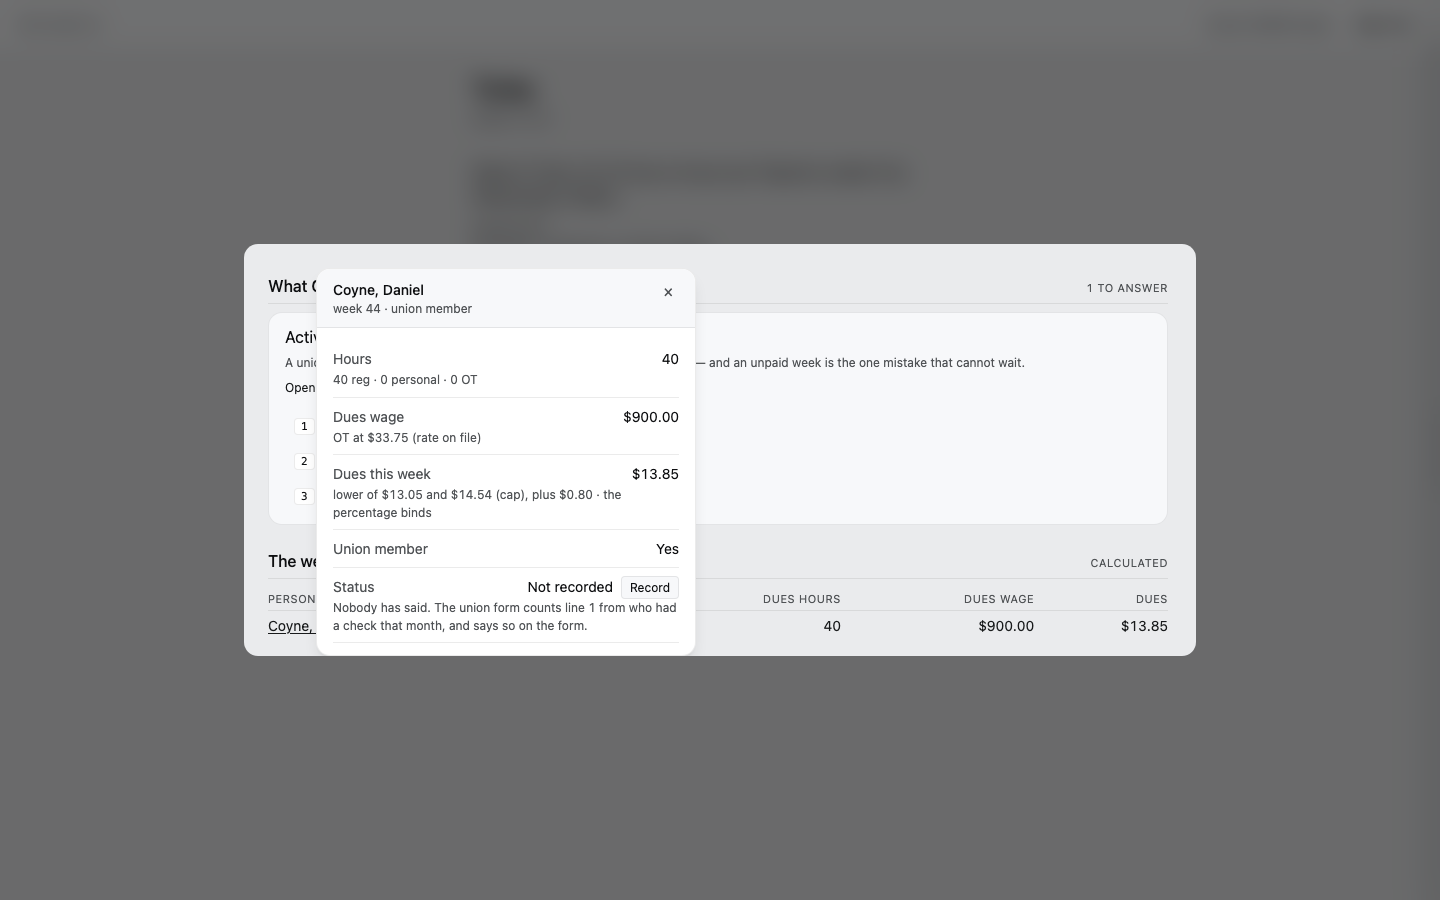 What
1 TO ANSWER
Coyne, Daniel
×
week 44 · union member
A
— and an unpaid week is the one mistake that cannot wait.
Open
1
2
3
Hours 40
40 reg · 0 personal · 0 OT
Dues wage $900.00
OT at $33.75 (rate on file)
Dues this week $13.85
lower of $13.05 and $14.54 (cap), plus $0.80 · the
percentage binds
Union member Yes
Status Not recorded Record
Nobody has said. The union form counts line 1 from who had
a check that month, and says so on the form.
The
CALCULATED
PERSON DUES HOURS DUES WAGE DUES
Coyne, 40 $900.00 $13.85